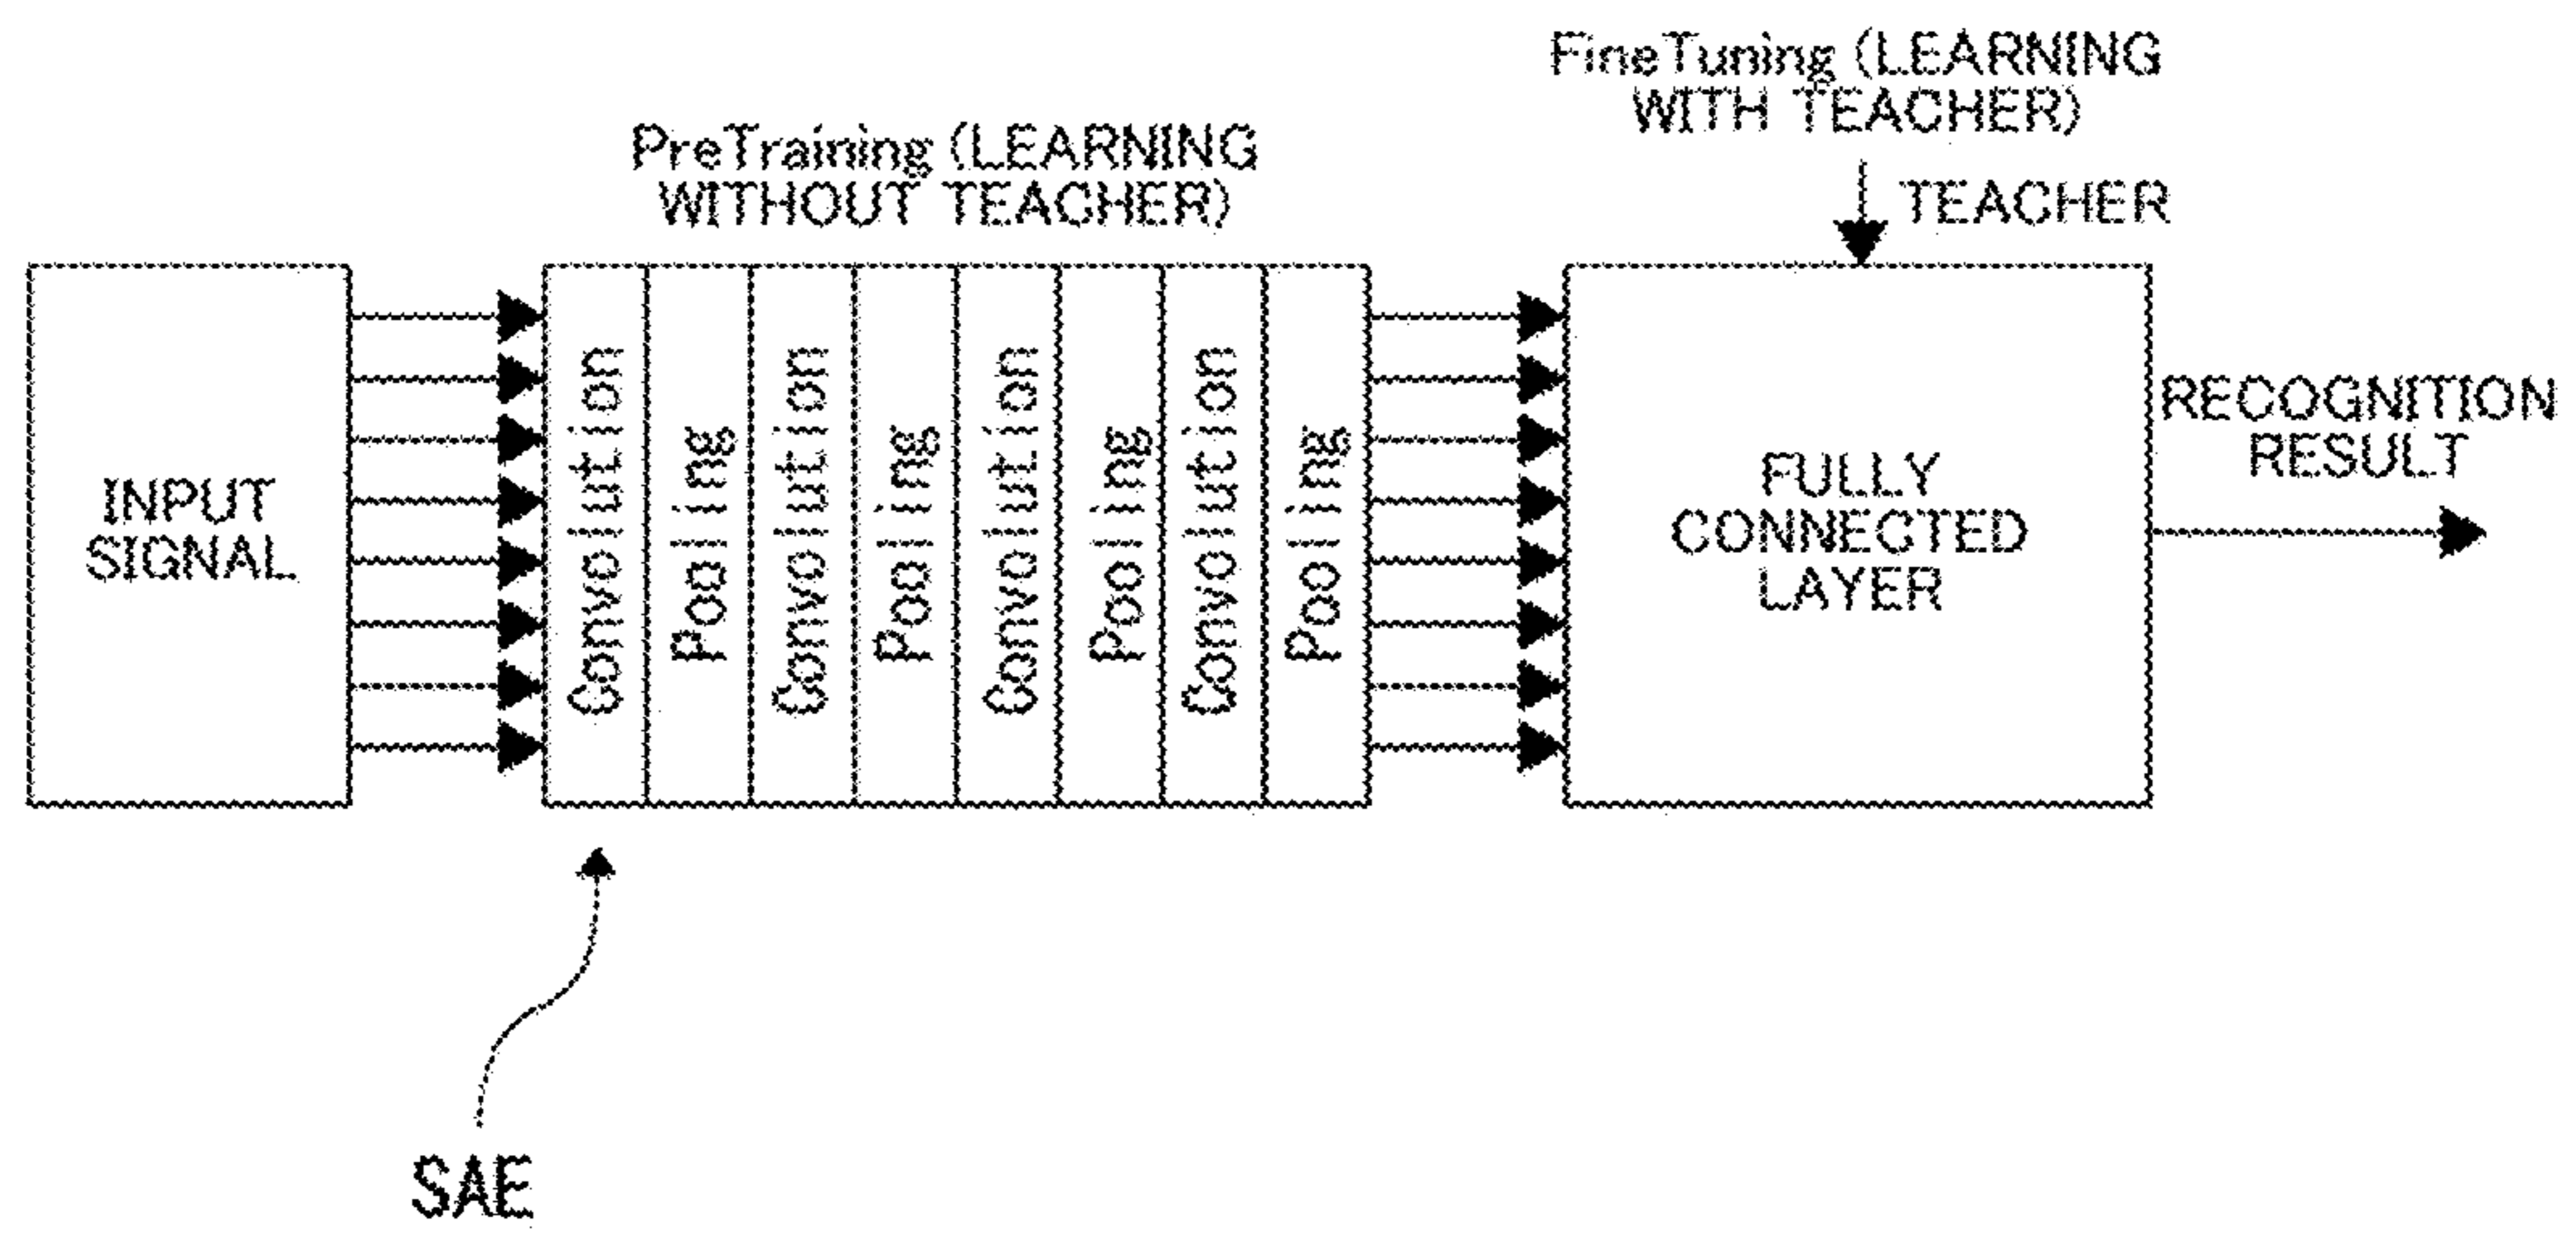 FineTuning (LEARNING
WITH TEACHER)
PreTraining (LEARNING
WITHOUT TEACHER)
TEACHER
INPUT
SIGNAL
Convolution
Pooling
Convolution
Pooling
Convolution
Pooling
Convolution
Pooling
FULLY
CONNECTED
LAYER
RECOGNITION
RESULT
SAE